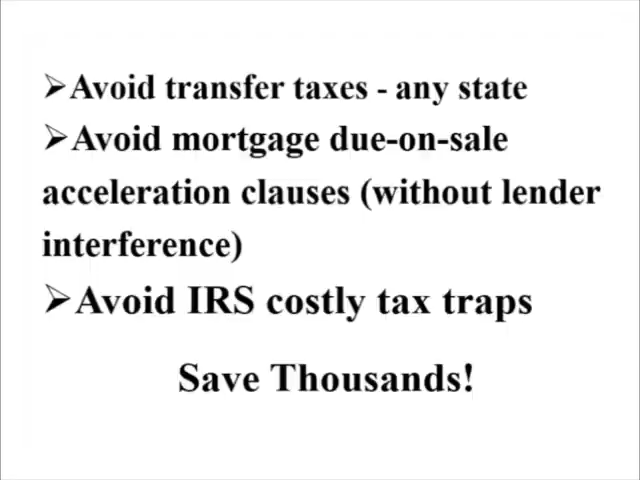 ➢Avoid transfer taxes - any state
➢Avoid mortgage due-on-sale
acceleration clauses (without lender
interference)
➢Avoid IRS costly tax traps
Save Thousands!